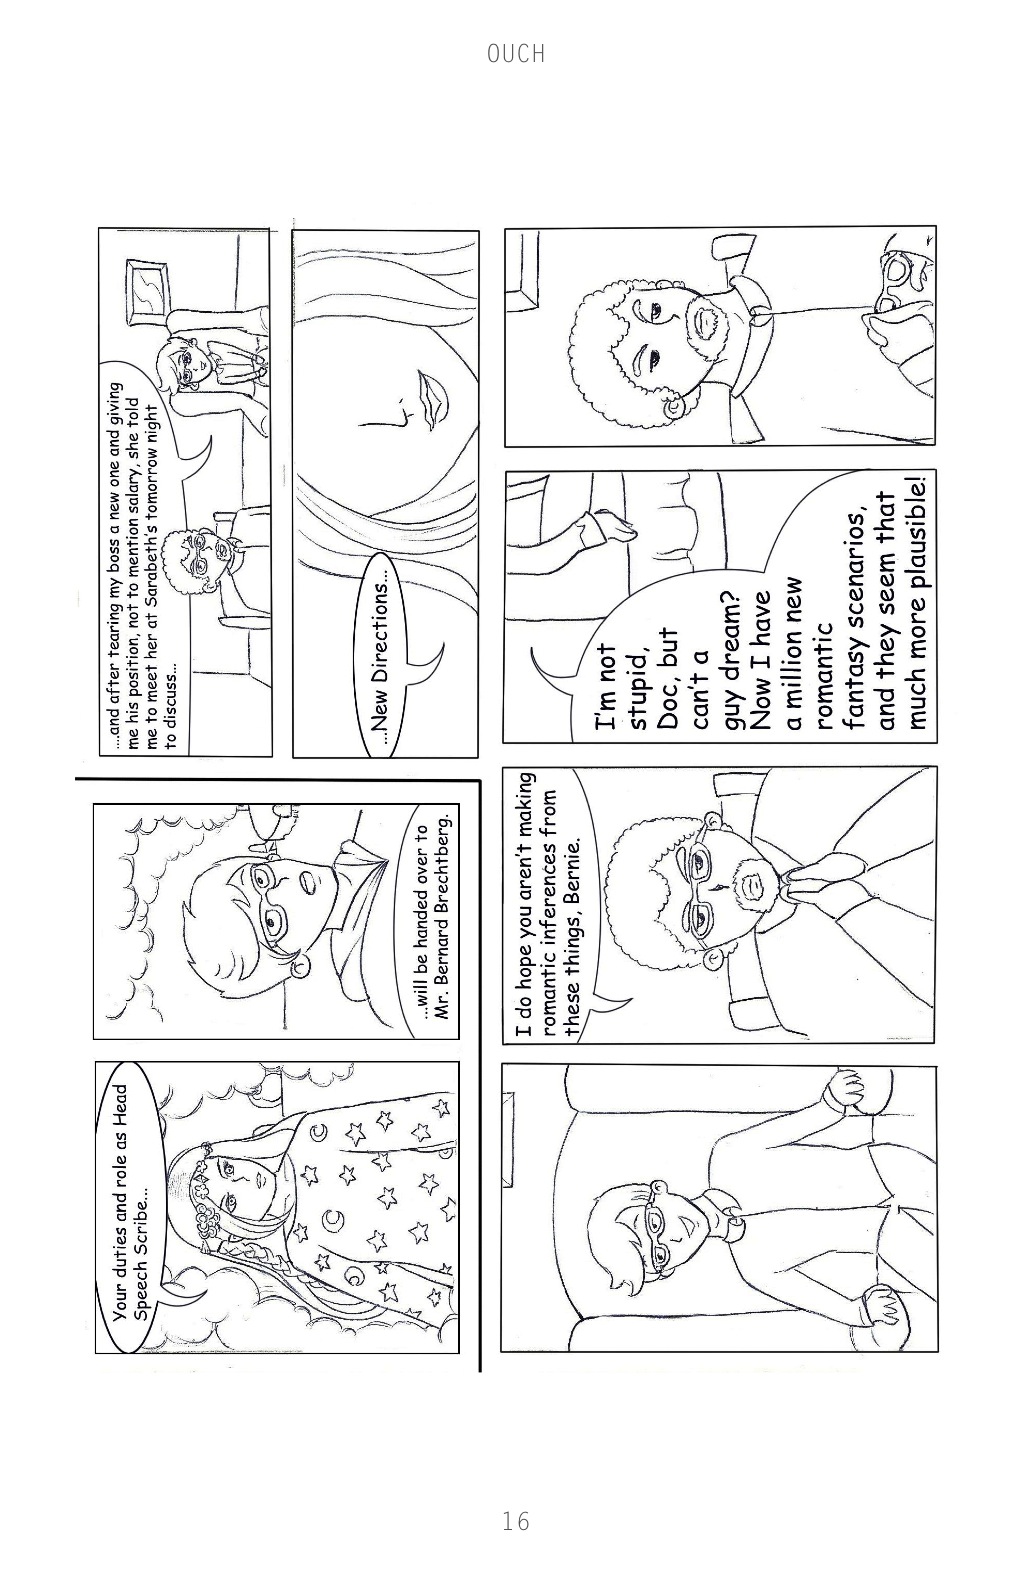 OUCH
Your duties and role as Head
Speech Scribe...
...will be handed over to
Mr. Bernard Brechtberg.
....and after tearing my boss a new one and giving
me his position, not to mention salary, she told
me to meet her at Sarabeth's tomorrow night
to discuss...
...New Directions...
I do hope you aren't making
romantic inferences from
these things, Bernie.
I'm not
stupid,
Doc, but
can't a
guy dream?
Now I have
a million new
romantic
fantasy scenarios,
and they seem that
much more plausible!
16